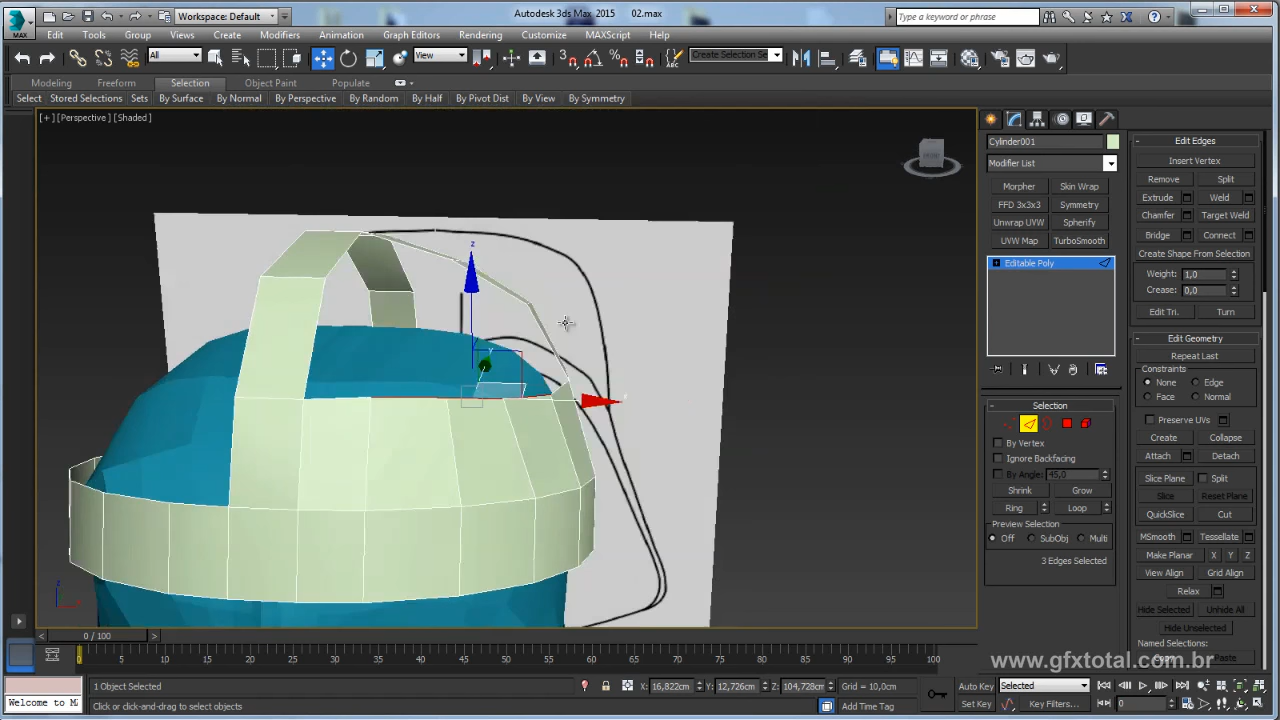 Workspace: Default
Autodesk 3ds Max 2015 02.max
Type a keyword or phrase
MAX
Edit Tools Group Views Create Modifiers Animation Graph Editors Rendering Customize MAXScript Help
All View Create Selection Se
Modeling Freeform Selection Object Paint Populate
Select Stored Selections Sets By Surface By Normal By Perspective By Random By Half By Pivot Dist By View By Symmetry
[+] [Perspective] [Shaded]
Cylinder001
Modifier List
Morpher Skin Wrap
FFD 3x3x3 Symmetry
Unwrap UVW Spherify
UVW Map TurboSmooth
Editable Poly
Selection
By Vertex
Ignore Backfacing
By Angle: 45,0
Shrink Grow
Ring Loop
Preview Selection
Off SubObj Multi
3 Edges Selected
Edit Edges
Insert Vertex
Remove Split
Extrude Weld
Chamfer Target Weld
Bridge Connect
Create Shape From Selection
Weight: 1,0
Crease: 0,0
Edit Tri. Turn
Edit Geometry
Repeat Last
Constraints
None Edge
Face Normal
Preserve UVs
Create Collapse
Attach Detach
Slice Plane Split
Slice Reset Plane
QuickSlice Cut
MSmooth Tessellate
Make Planar X Y Z
View Align Grid Align
Relax
Hide Selected Unhide All
Hide Unselected
Named Selections:
Copy Paste
z
x
z
0 / 100
0 5 10 15 20 25 30 35 40 45 50 55 60 65 70 75 80 85 90 95 100
www.gfxtotal.com.br
1 Object Selected X: 16,822cm Y: 12,726cm Z: 104,728cm Grid = 10,0cm Auto Key Selected
Welcome to M Click or click-and-drag to select objects Add Time Tag Set Key Key Filters... 0